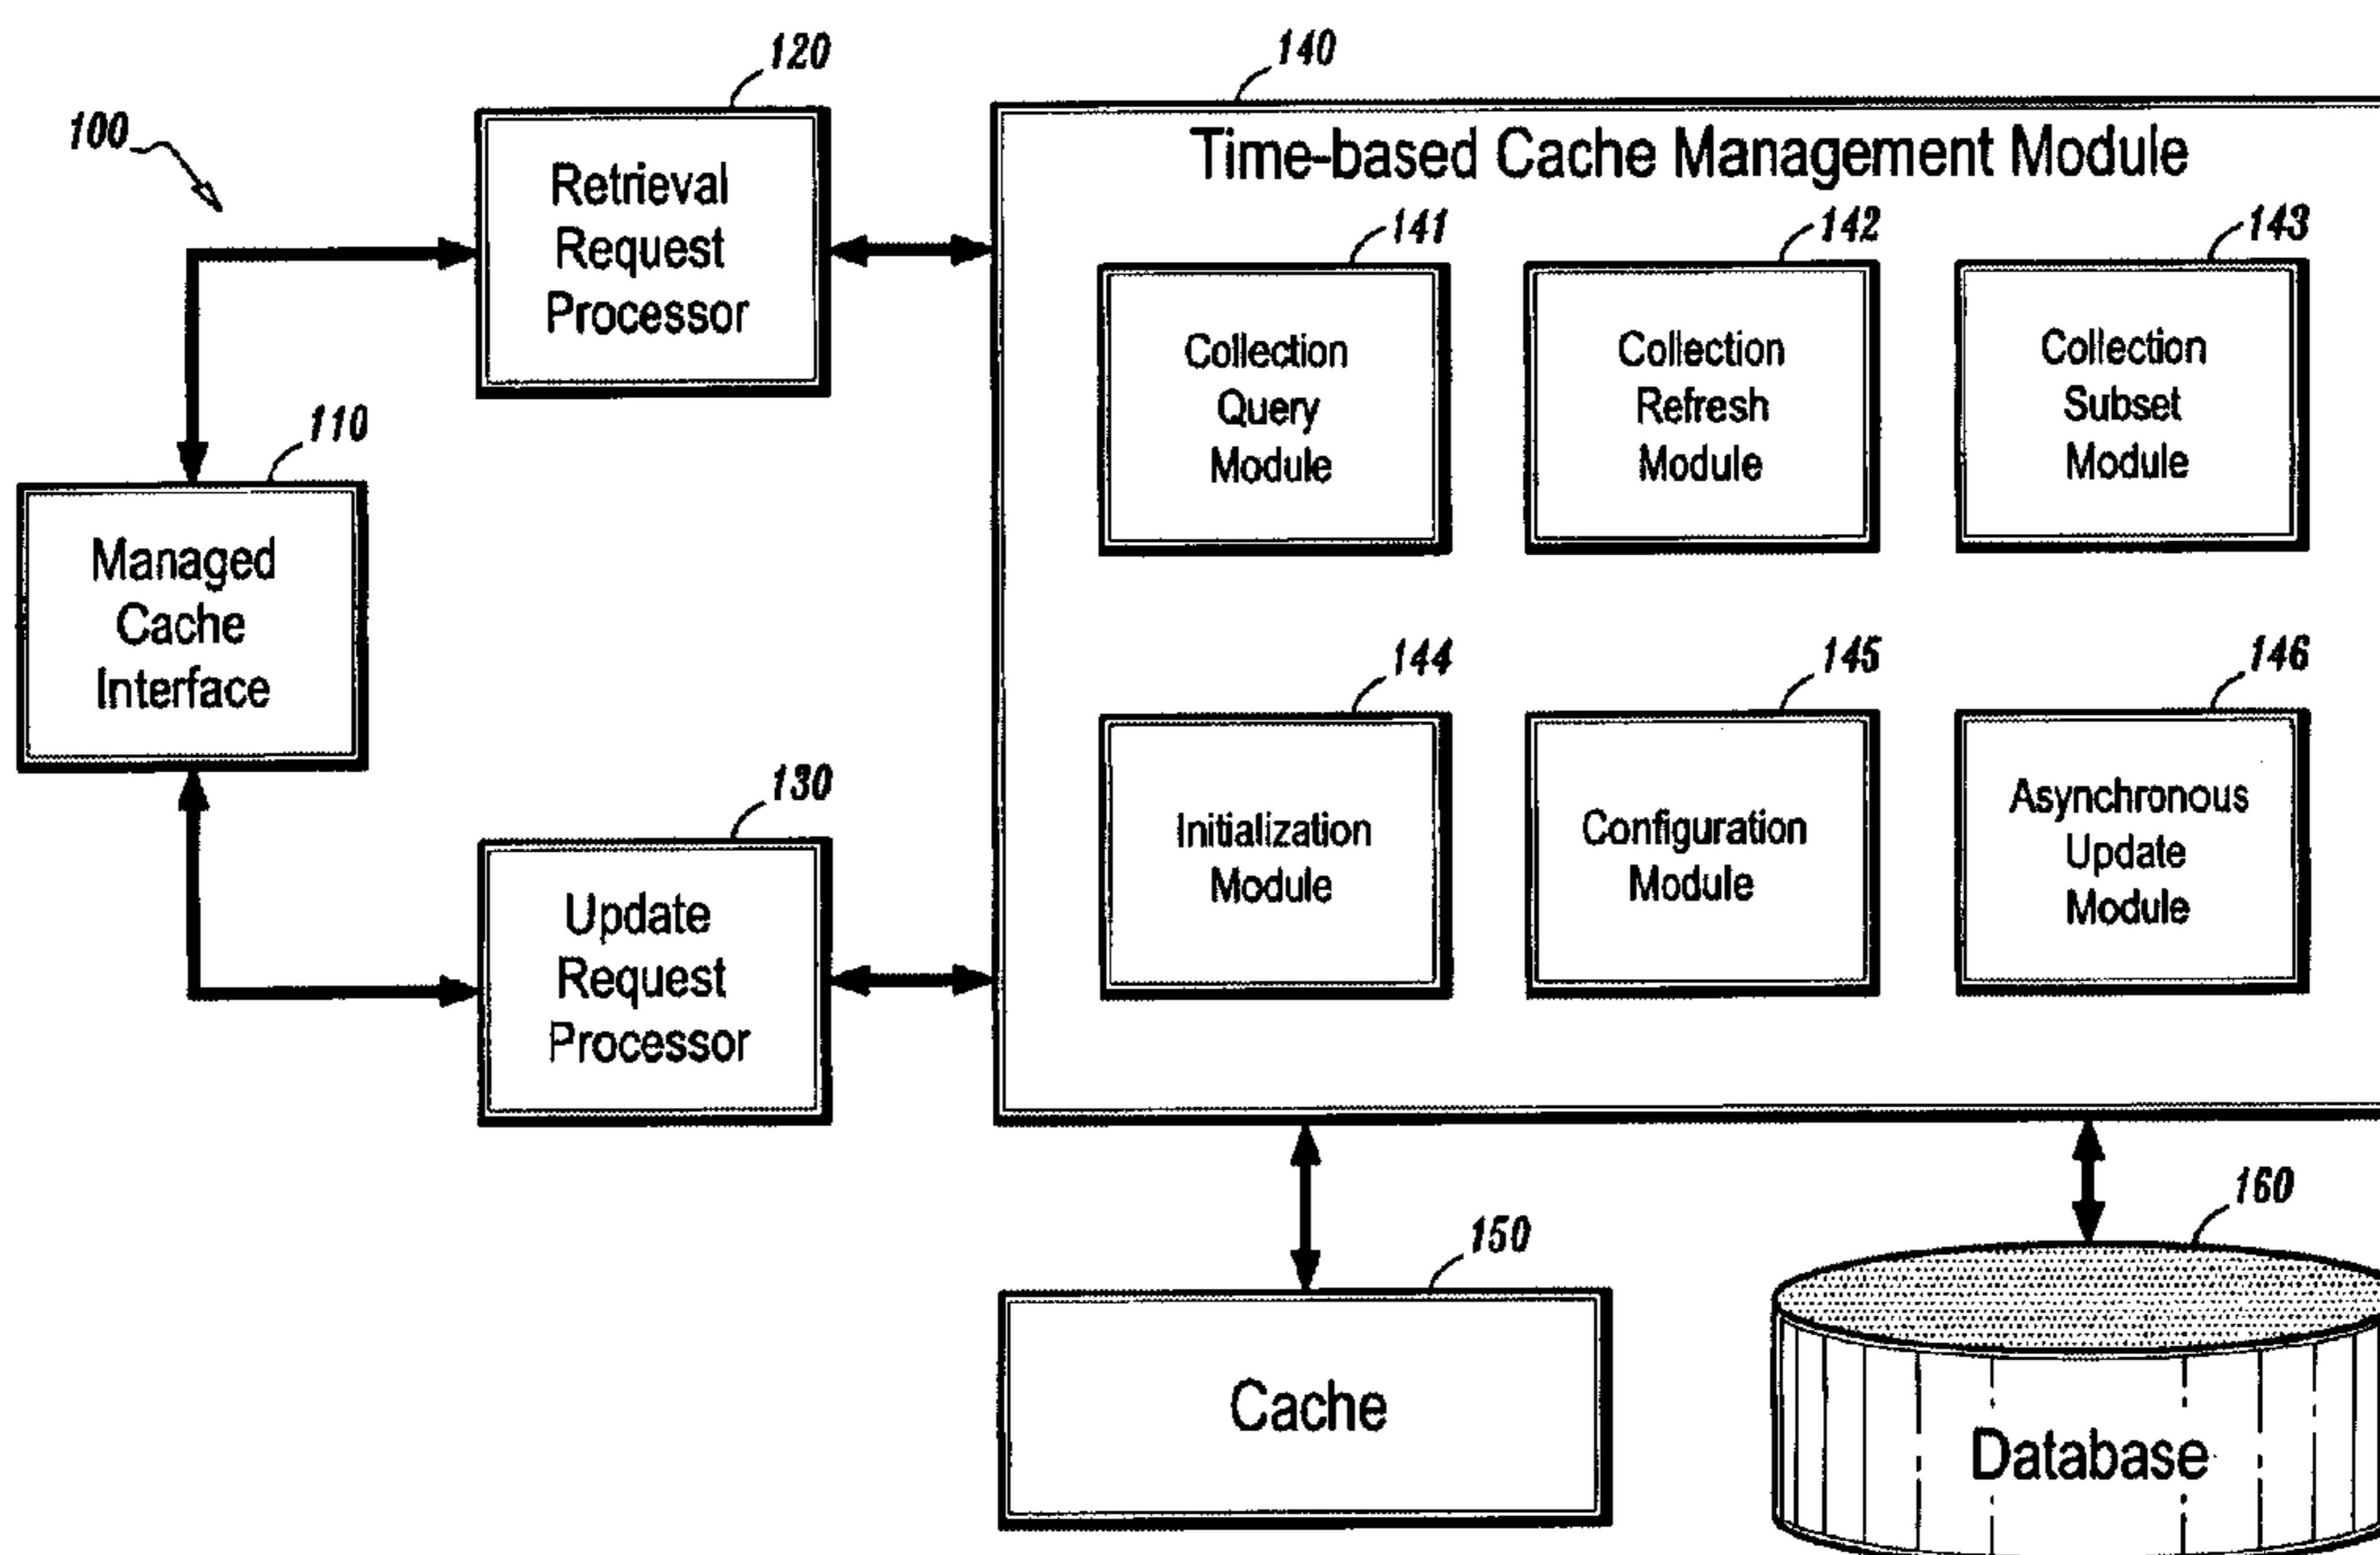 100
120
Retrieval
Request
Processor
110
Managed
Cache
Interface
130
Update
Request
Processor
140
Time-based Cache Management Module
141
Collection
Query
Module
142
Collection
Refresh
Module
143
Collection
Subset
Module
144
Initialization
Module
145
Configuration
Module
146
Asynchronous
Update
Module
150
Cache
160
Database